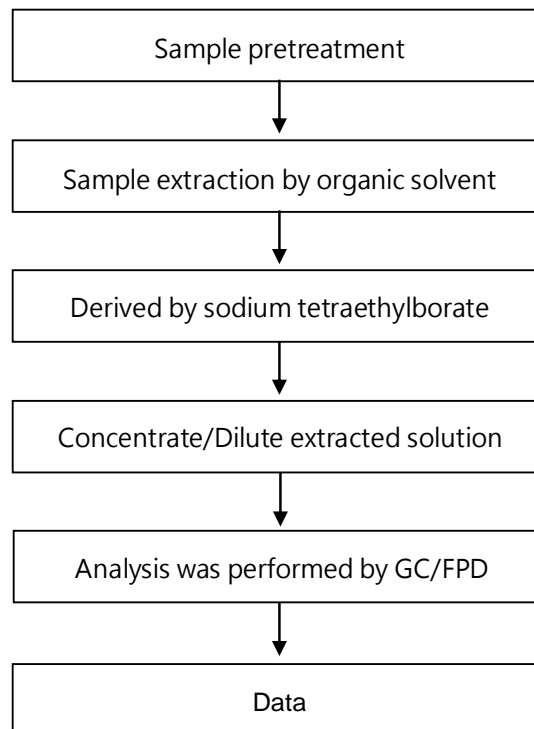 Sample pretreatment
Sample extraction by organic solvent
Derived by sodium tetraethylborate
Concentrate/Dilute extracted solution
Analysis was performed by GC/FPD
Data